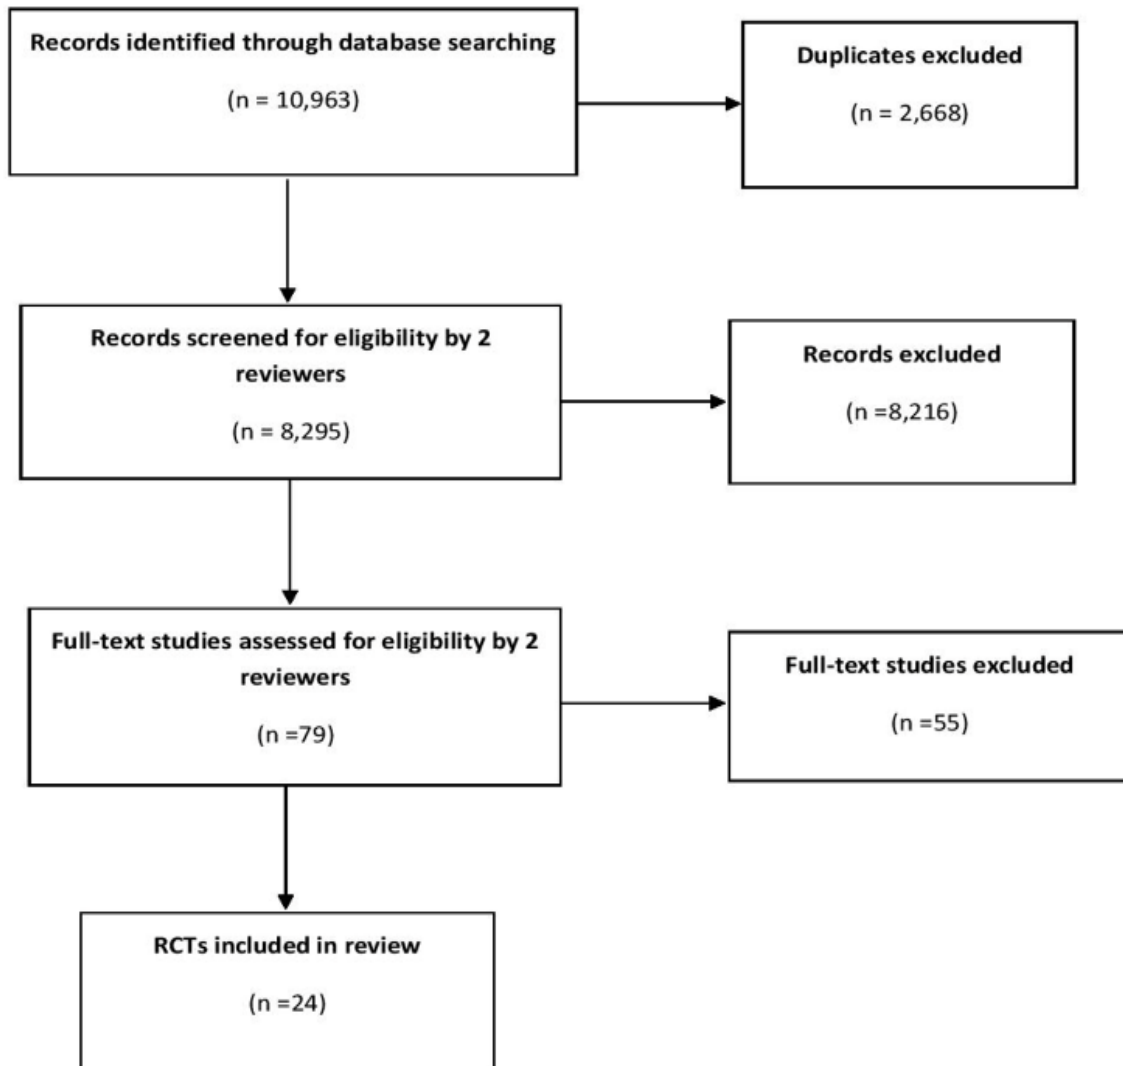 Records identified through database searching
(n = 10,963)
Duplicates excluded
(n = 2,668)
Records screened for eligibility by 2
reviewers
(n = 8,295)
Records excluded
(n =8,216)
Full-text studies assessed for eligibility by 2
reviewers
(n =79)
Full-text studies excluded
(n =55)
RCTs included in review
(n =24)